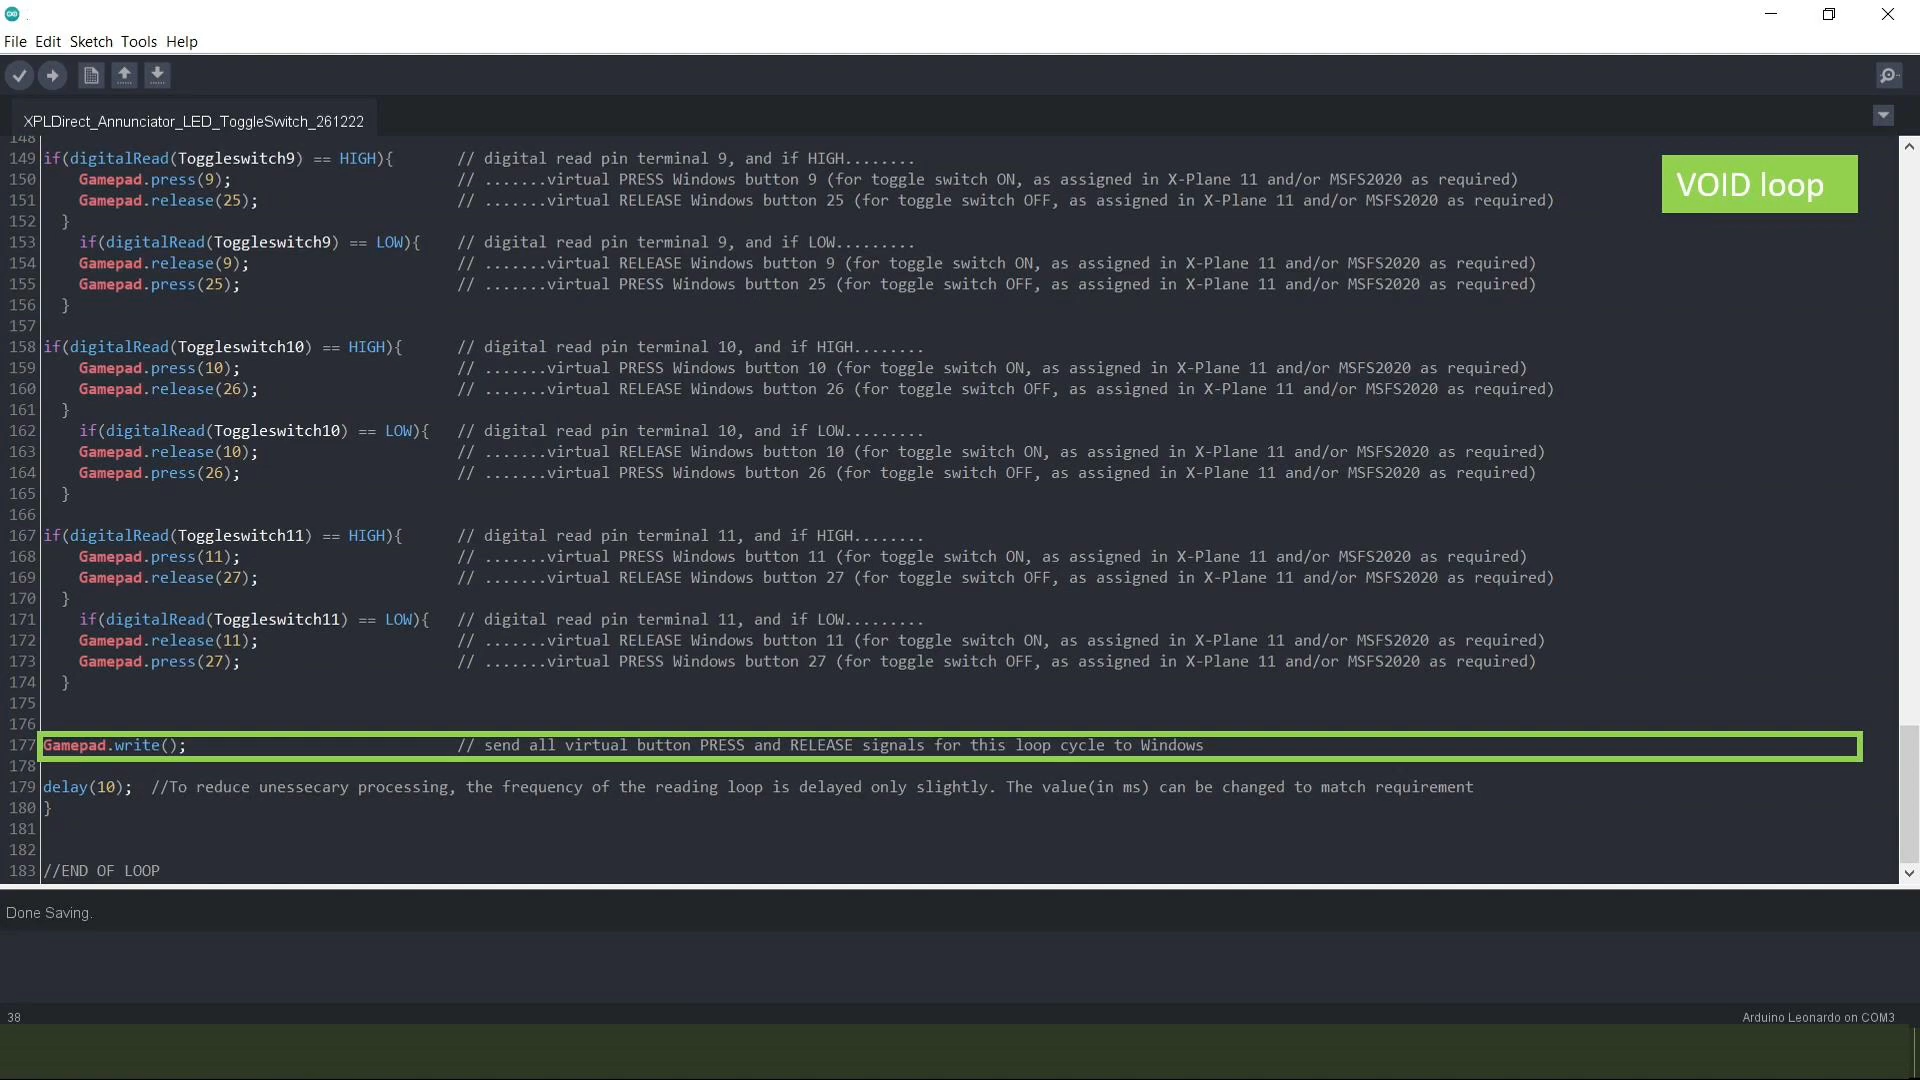 File Edit Sketch Tools Help
XPLDirect_Annunciator_LED_ToggleSwitch_261222
VOID loop
148
149 if(digitalRead(Toggleswitch9) == HIGH){ // digital read pin terminal 9, and if HIGH........
150 Gamepad.press(9); // .......virtual PRESS Windows button 9 (for toggle switch ON, as assigned in X-Plane 11 and/or MSFS2020 as required)
151 Gamepad.release(25); // .......virtual RELEASE Windows button 25 (for toggle switch OFF, as assigned in X-Plane 11 and/or MSFS2020 as required)
152 }
153 if(digitalRead(Toggleswitch9) == LOW){ // digital read pin terminal 9, and if LOW.........
154 Gamepad.release(9); // .......virtual RELEASE Windows button 9 (for toggle switch ON, as assigned in X-Plane 11 and/or MSFS2020 as required)
155 Gamepad.press(25); // .......virtual PRESS Windows button 25 (for toggle switch OFF, as assigned in X-Plane 11 and/or MSFS2020 as required)
156 }
157
158 if(digitalRead(Toggleswitch10) == HIGH){ // digital read pin terminal 10, and if HIGH........
159 Gamepad.press(10); // .......virtual PRESS Windows button 10 (for toggle switch ON, as assigned in X-Plane 11 and/or MSFS2020 as required)
160 Gamepad.release(26); // .......virtual RELEASE Windows button 26 (for toggle switch OFF, as assigned in X-Plane 11 and/or MSFS2020 as required)
161 }
162 if(digitalRead(Toggleswitch10) == LOW){ // digital read pin terminal 10, and if LOW.........
163 Gamepad.release(10); // .......virtual RELEASE Windows button 10 (for toggle switch ON, as assigned in X-Plane 11 and/or MSFS2020 as required)
164 Gamepad.press(26); // .......virtual PRESS Windows button 26 (for toggle switch OFF, as assigned in X-Plane 11 and/or MSFS2020 as required)
165 }
166
167 if(digitalRead(Toggleswitch11) == HIGH){ // digital read pin terminal 11, and if HIGH........
168 Gamepad.press(11); // .......virtual PRESS Windows button 11 (for toggle switch ON, as assigned in X-Plane 11 and/or MSFS2020 as required)
169 Gamepad.release(27); // .......virtual RELEASE Windows button 27 (for toggle switch OFF, as assigned in X-Plane 11 and/or MSFS2020 as required)
170 }
171 if(digitalRead(Toggleswitch11) == LOW){ // digital read pin terminal 11, and if LOW.........
172 Gamepad.release(11); // .......virtual RELEASE Windows button 11 (for toggle switch ON, as assigned in X-Plane 11 and/or MSFS2020 as required)
173 Gamepad.press(27); // .......virtual PRESS Windows button 27 (for toggle switch OFF, as assigned in X-Plane 11 and/or MSFS2020 as required)
174 }
175
176
177 Gamepad.write(); // send all virtual button PRESS and RELEASE signals for this loop cycle to Windows
178
179 delay(10); //To reduce unessecary processing, the frequency of the reading loop is delayed only slightly. The value(in ms) can be changed to match requirement
180 }
181
182
183 //END OF LOOP
Done Saving.
38
Arduino Leonardo on COM3